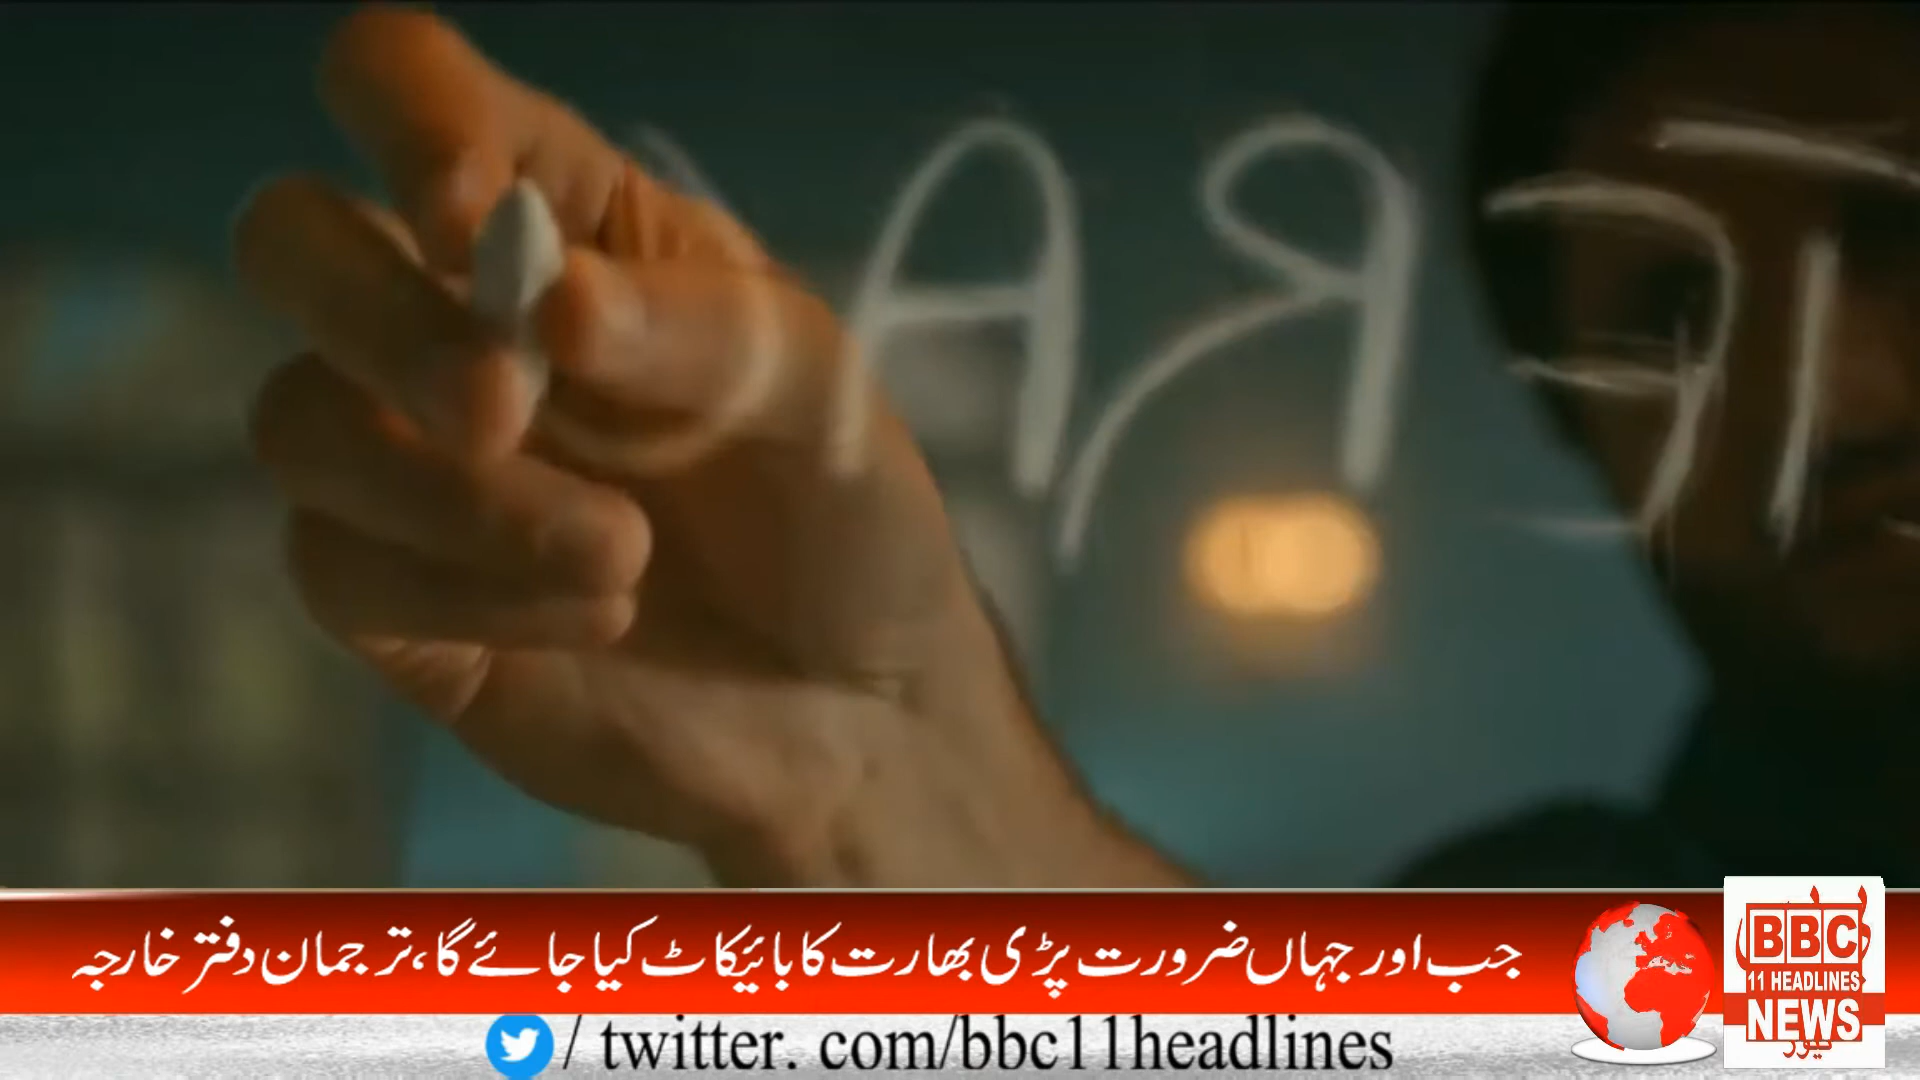 جب اور جہاں ضرورت پڑی بھارت کا بائیکاٹ کیا جائے گا، ترجمان دفتر خارجہ
/ twitter. com/bbc11headlines
BBC
11 HEADLINES
NEWS
نیوز